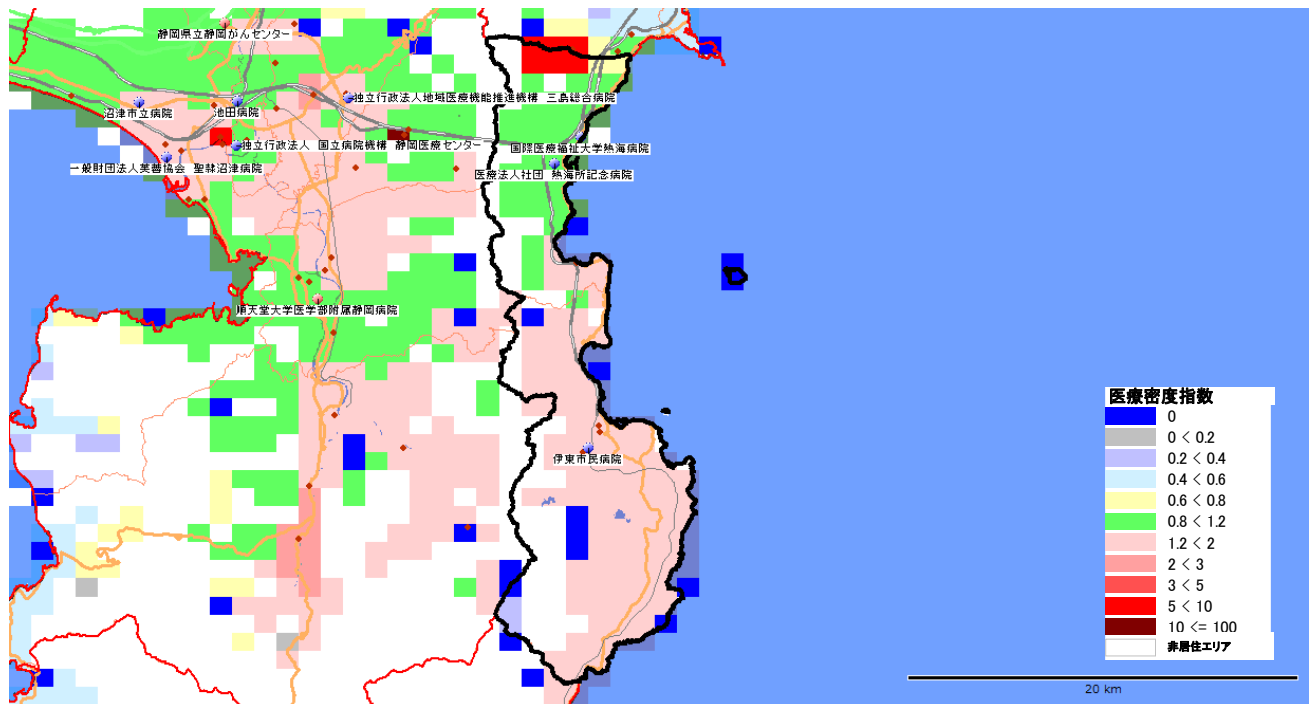 静岡県立静岡がんセンター
独立行政法人地域医療機能推進機構　三島総合病院
沼津市立病院
池田病院
独立行政法人　国立病院機構　静岡医療センター
国際医療福祉大学熱海病院
一般財団法人芙蓉協会　聖隷沼津病院
医療法人社団　熱海所記念病院
順天堂大学医学部附属静岡病院
伊東市民病院
医療密度指数
0
0 < 0.2
0.2 < 0.4
0.4 < 0.6
0.6 < 0.8
0.8 < 1.2
1.2 < 2
2 < 3
3 < 5
5 < 10
10 <= 100
非居住エリア
20 km